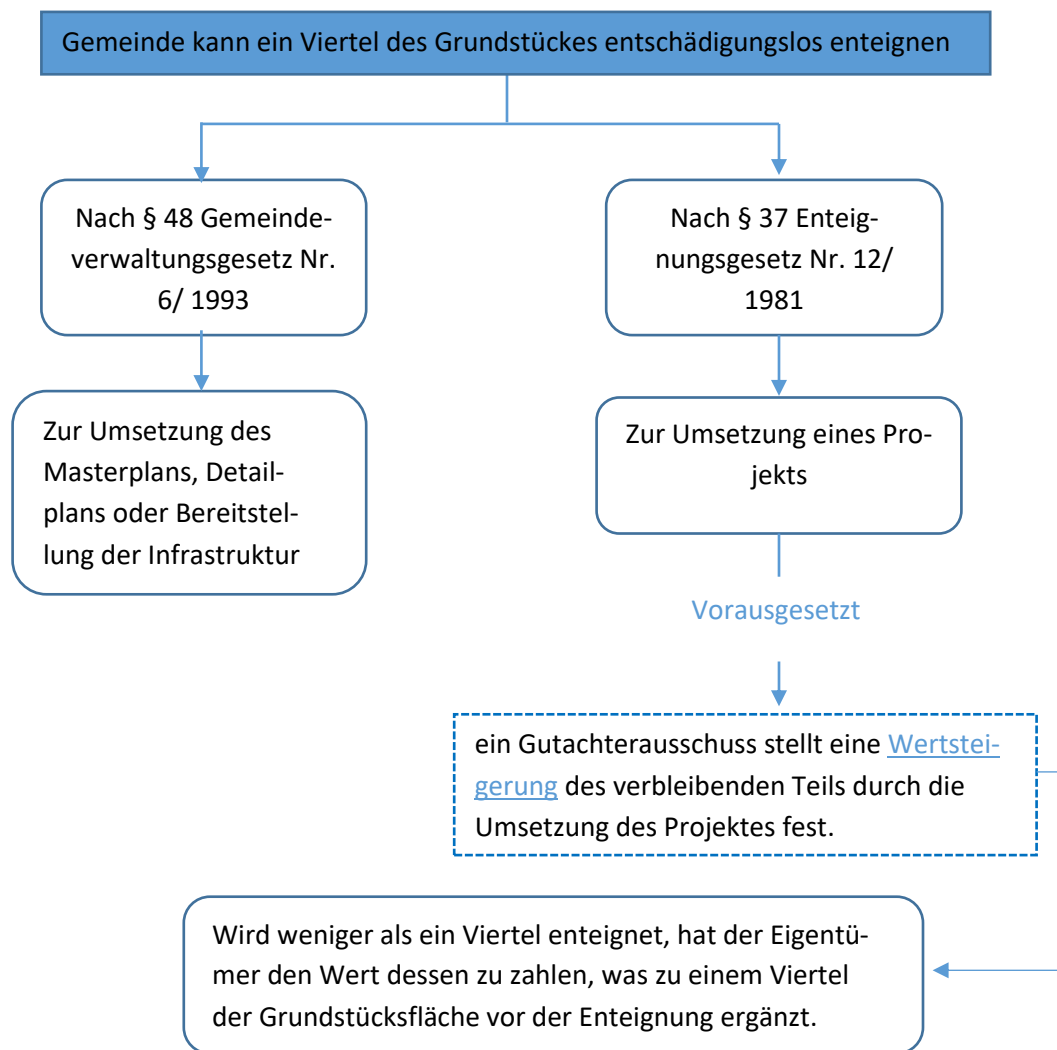 Gemeinde kann ein Viertel des Grundstückes entschädigungslos enteignen
Nach § 48 Gemeinde-
verwaltungsgesetz Nr.
6/ 1993
Nach § 37 Enteig-
nungsgesetz Nr. 12/
1981
Zur Umsetzung des
Masterplans, Detail-
plans oder Bereitstel-
lung der Infrastruktur
Zur Umsetzung eines Pro-
jekts
Vorausgesetzt
ein Gutachterausschuss stellt eine Wertstei-
gerung des verbleibenden Teils durch die
Umsetzung des Projektes fest.
Wird weniger als ein Viertel enteignet, hat der Eigentü-
mer den Wert dessen zu zahlen, was zu einem Viertel
der Grundstücksfläche vor der Enteignung ergänzt.